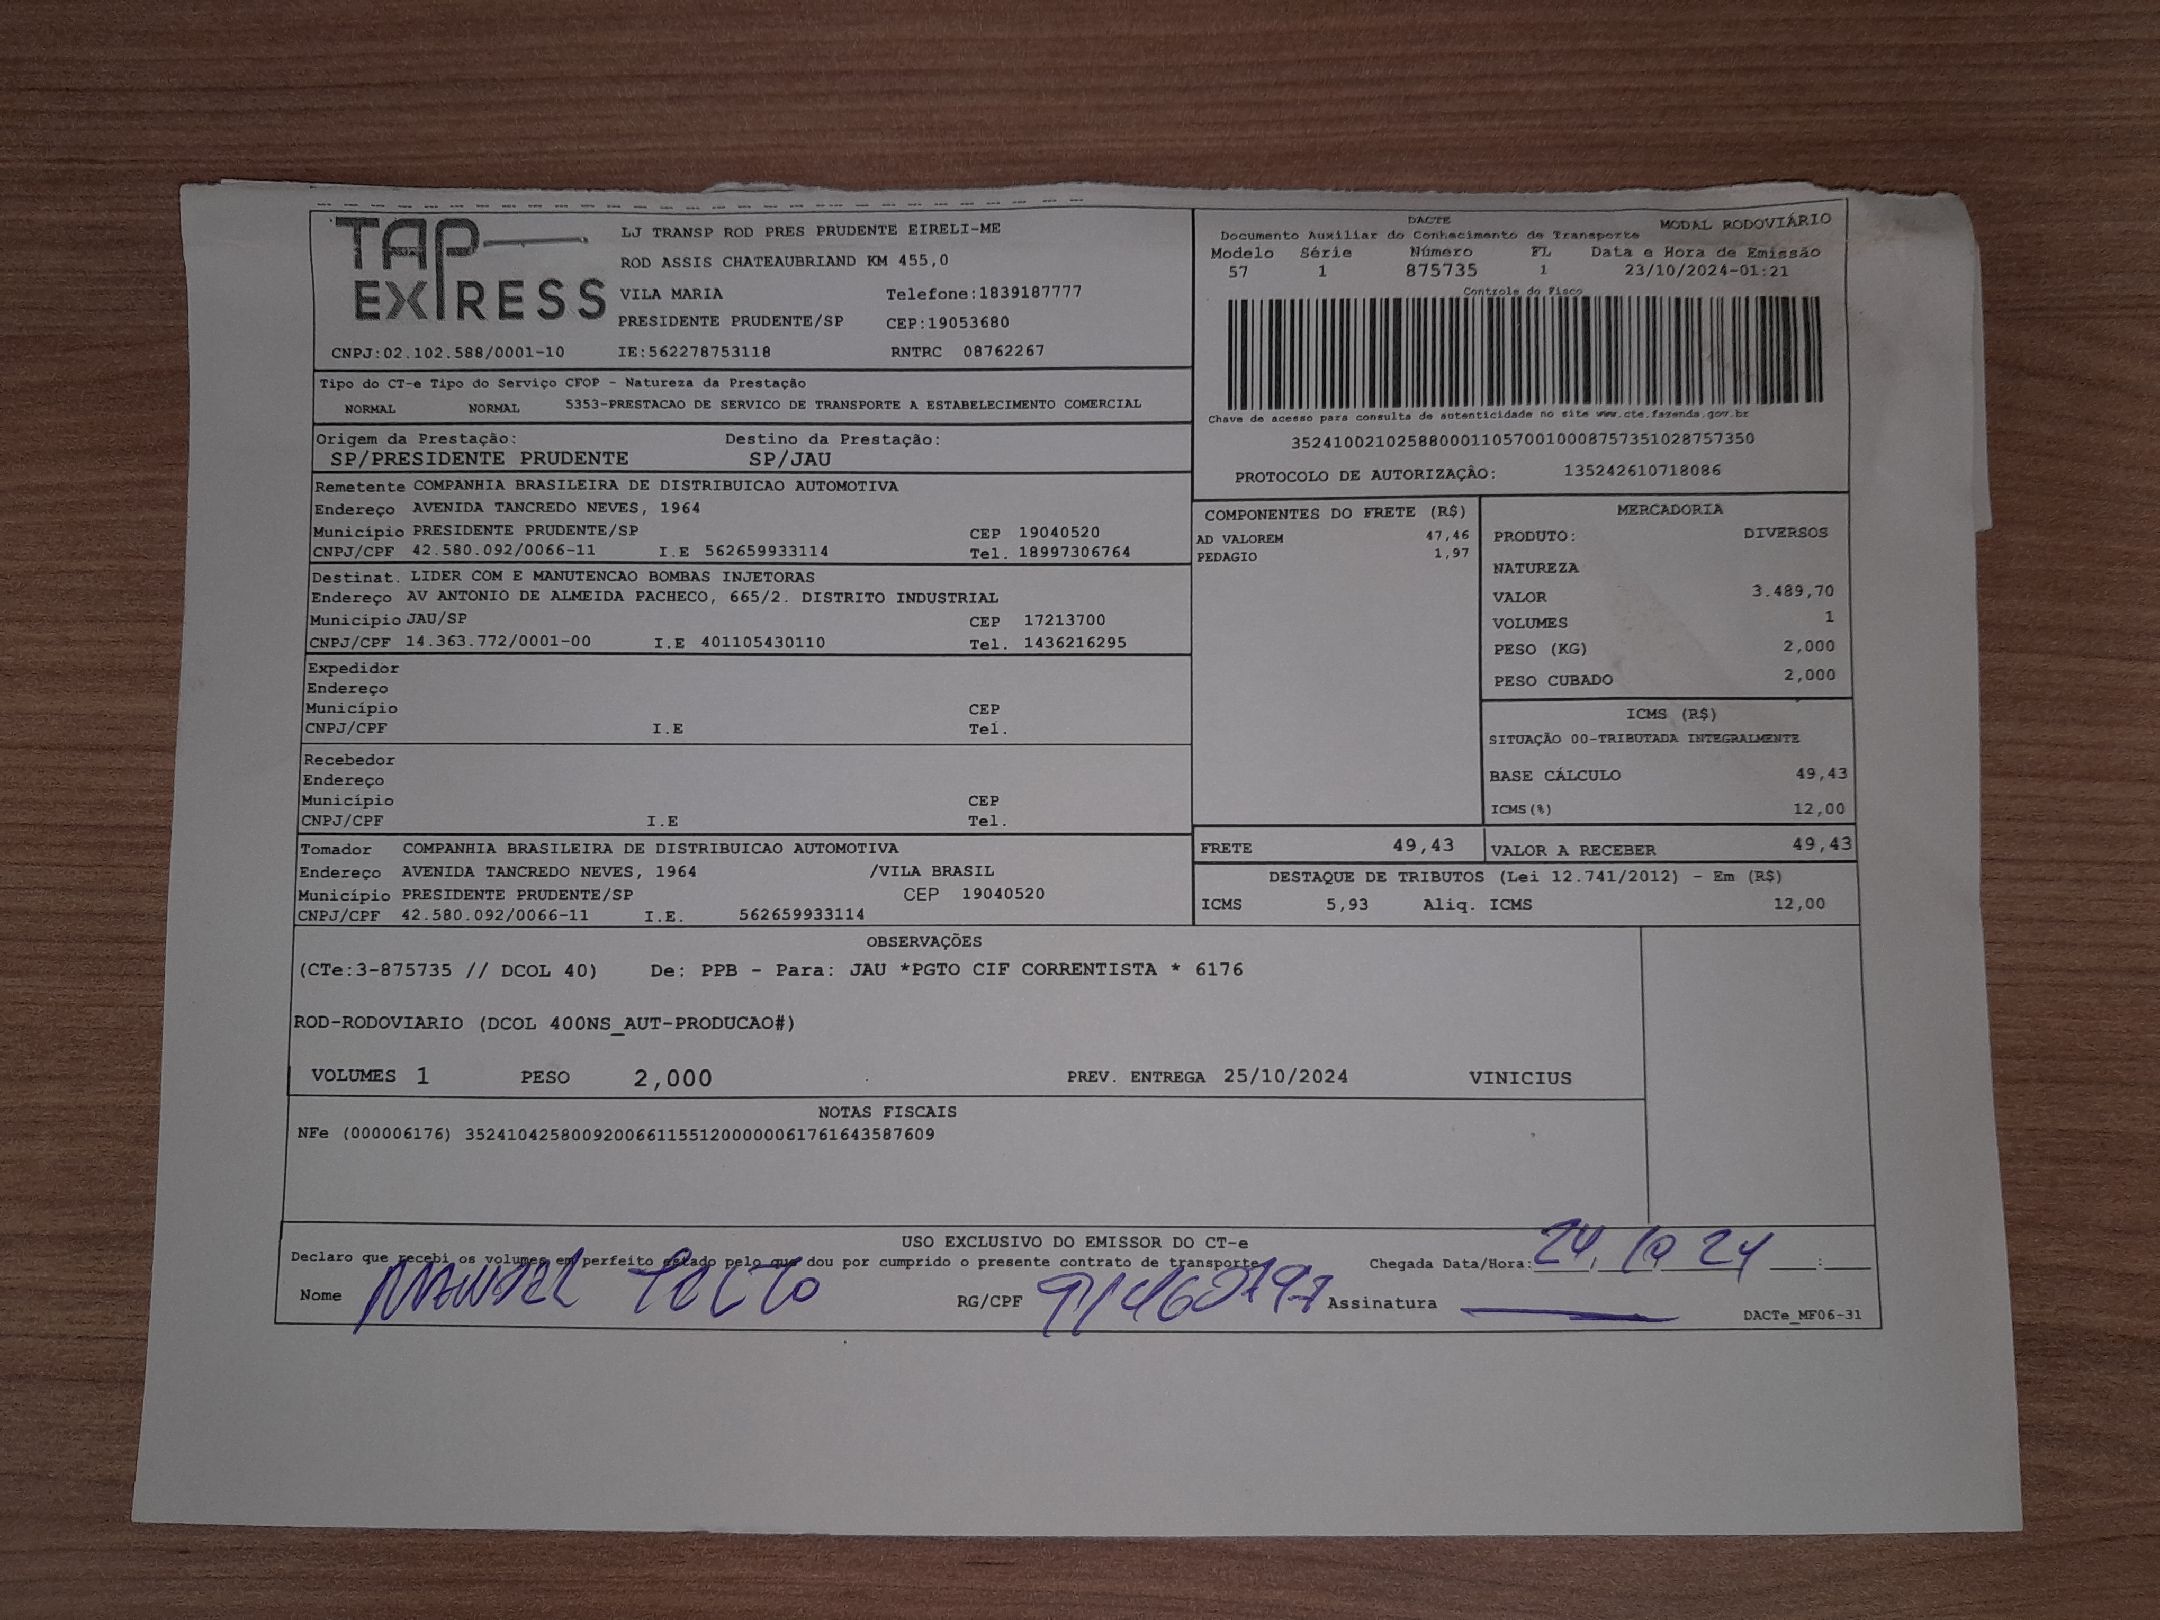 TAP EXPRESS
LJ TRANSP ROD PRES PRUDENTE EIRELI-ME
ROD ASSIS CHATEAUBRIAND KM 455,0
VILA MARIA Telefone:1839187777
PRESIDENTE PRUDENTE/SP CEP:19053680
CNPJ:02.102.588/0001-10 IE:562278753118 RNTRC 08762267
DACTE MODAL RODOVIÁRIO
Documento Auxiliar do Conhecimento de Transporte
Modelo Série Número FL Data e Hora de Emissão
57 1 875735 1 23/10/2024-01:21
Controle do Fisco
Chave de acesso para consulta de autenticidade no site www.cte.fazenda.gov.br
35241002102588000110570010008757351028757350
PROTOCOLO DE AUTORIZAÇÂO: 135242610718086
Tipo do CT-e Tipo do Serviço CFOP - Natureza da Prestação
NORMAL NORMAL 5353-PRESTACAO DE SERVICO DE TRANSPORTE A ESTABELECIMENTO COMERCIAL
Origem da Prestação: Destino da Prestação:
SP/PRESIDENTE PRUDENTE SP/JAU
Remetente COMPANHIA BRASILEIRA DE DISTRIBUICAO AUTOMOTIVA
Endereço AVENIDA TANCREDO NEVES, 1964
Município PRESIDENTE PRUDENTE/SP CEP 19040520
CNPJ/CPF 42.580.092/0066-11 I.E 562659933114 Tel. 18997306764
Destinat. LIDER COM E MANUTENCAO BOMBAS INJETORAS
Endereço AV ANTONIO DE ALMEIDA PACHECO, 665/2. DISTRITO INDUSTRIAL
Município JAU/SP CEP 17213700
CNPJ/CPF 14.363.772/0001-00 I.E 401105430110 Tel. 1436216295
Expedidor
Endereço
Município CEP
CNPJ/CPF I.E Tel.
Recebedor
Endereço
Município CEP
CNPJ/CPF I.E Tel.
Tomador COMPANHIA BRASILEIRA DE DISTRIBUICAO AUTOMOTIVA
Endereço AVENIDA TANCREDO NEVES, 1964 /VILA BRASIL
Município PRESIDENTE PRUDENTE/SP CEP 19040520
CNPJ/CPF 42.580.092/0066-11 I.E. 562659933114
COMPONENTES DO FRETE (R$)
AD VALOREM 47,46
PEDAGIO 1,97
MERCADORIA
PRODUTO: DIVERSOS
NATUREZA
VALOR 3.489,70
VOLUMES 1
PESO (KG) 2,000
PESO CUBADO 2,000
ICMS (R$)
SITUAÇÃO 00-TRIBUTADA INTEGRALMENTE
BASE CÁLCULO 49,43
ICMS(%) 12,00
FRETE 49,43 VALOR A RECEBER 49,43
DESTAQUE DE TRIBUTOS (Lei 12.741/2012) - Em (R$)
ICMS 5,93 Aliq. ICMS 12,00
OBSERVAÇÕES
(CTe:3-875735 // DCOL 40) De: PPB - Para: JAU *PGTO CIF CORRENTISTA * 6176
ROD-RODOVIARIO (DCOL 400NS_AUT-PRODUCAO#)
VOLUMES 1 PESO 2,000 PREV. ENTREGA 25/10/2024 VINICIUS
NOTAS FISCAIS
NFe (000006176) 35241042580092006611551200000061761643587609
USO EXCLUSIVO DO EMISSOR DO CT-e
Declaro que recebi os volumes em perfeito estado pelo que dou por cumprido o presente contrato de transporte
Chegada Data/Hora: 24 10 24 :
Nome RG/CPF Assinatura
DACTe_MF06-31